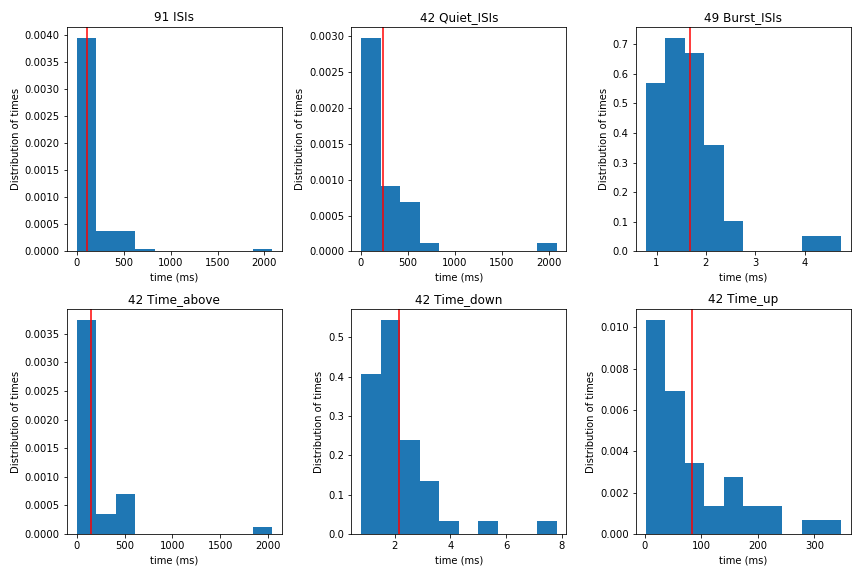 91 ISIs
42 Quiet_ISIs
49 Burst_ISIs
Distribution of times
0.0040
0.0035
0.0030
0.0025
0.0020
0.0015
0.0010
0.0005
0.0000
0 500 1000 1500 2000
time (ms)
Distribution of times
0.0030
0.0025
0.0020
0.0015
0.0010
0.0005
0.0000
0 500 1000 1500 2000
time (ms)
Distribution of times
0.7
0.6
0.5
0.4
0.3
0.2
0.1
0.0
1 2 3 4
time (ms)
42 Time_above
42 Time_down
42 Time_up
Distribution of times
0.0035
0.0030
0.0025
0.0020
0.0015
0.0010
0.0005
0.0000
0 500 1000 1500 2000
time (ms)
Distribution of times
0.5
0.4
0.3
0.2
0.1
0.0
2 4 6 8
time (ms)
Distribution of times
0.010
0.008
0.006
0.004
0.002
0.000
0 100 200 300
time (ms)